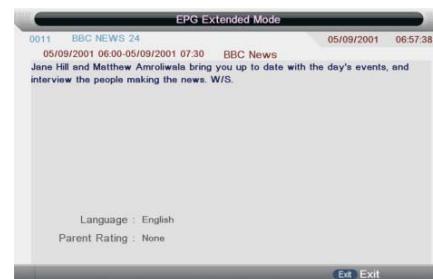 EPG Extended Mode
0011 BBC NEWS 24 05/09/2001 06:57:38
05/09/2001 06:00-05/09/2001 07:30 BBC News
Jane Hill and Matthew Amroliwala bring you up to date with the day's events, and
interview the people making the news. W/S.
Language : English
Parent Rating : None
Exit Exit